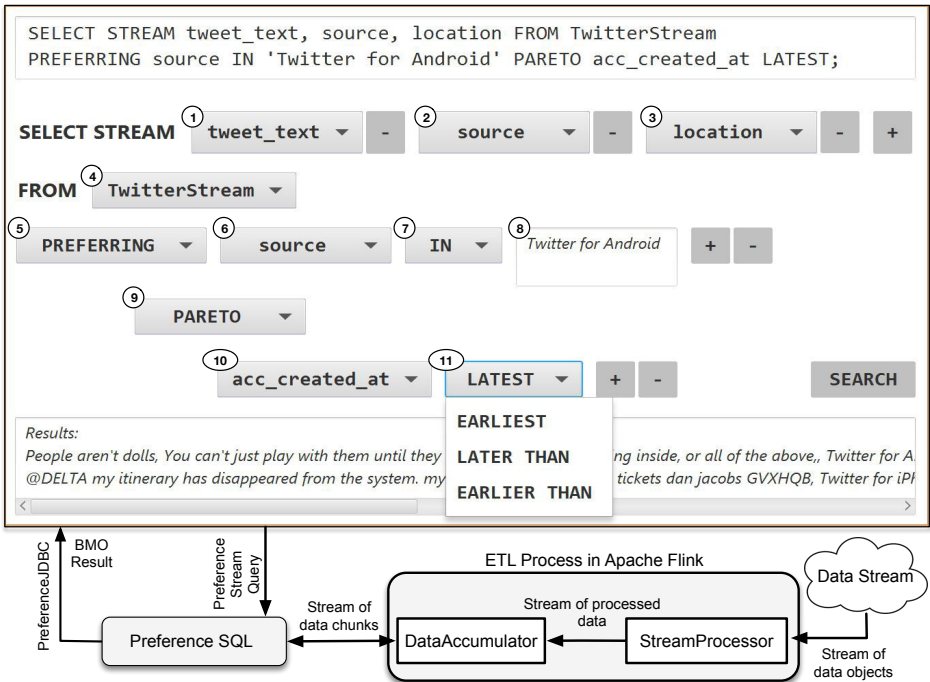 SELECT STREAM tweet_text, source, location FROM TwitterStream
PREFERRING source IN 'Twitter for Android' PARETO acc_created_at LATEST;
SELECT STREAM 1 tweet_text - 2 source - 3 location - +
FROM 4 TwitterStream
5 PREFERRING 6 source 7 IN 8 Twitter for Android + -
9 PARETO
10 acc_created_at 11 LATEST + - SEARCH
EARLIEST
LATER THAN
EARLIER THAN
Results:
People aren't dolls, You can't just play with them until they ng inside, or all of the above,, Twitter for A
@DELTA my itinerary has disappeared from the system. my tickets dan jacobs GVXHQB, Twitter for iPh
PreferenceJDBC
BMO
Result
Preference
Stream
Query
Preference SQL
Stream of
data chunks
ETL Process in Apache Flink
DataAccumulator
Stream of processed
data
StreamProcessor
Data Stream
Stream of
data objects